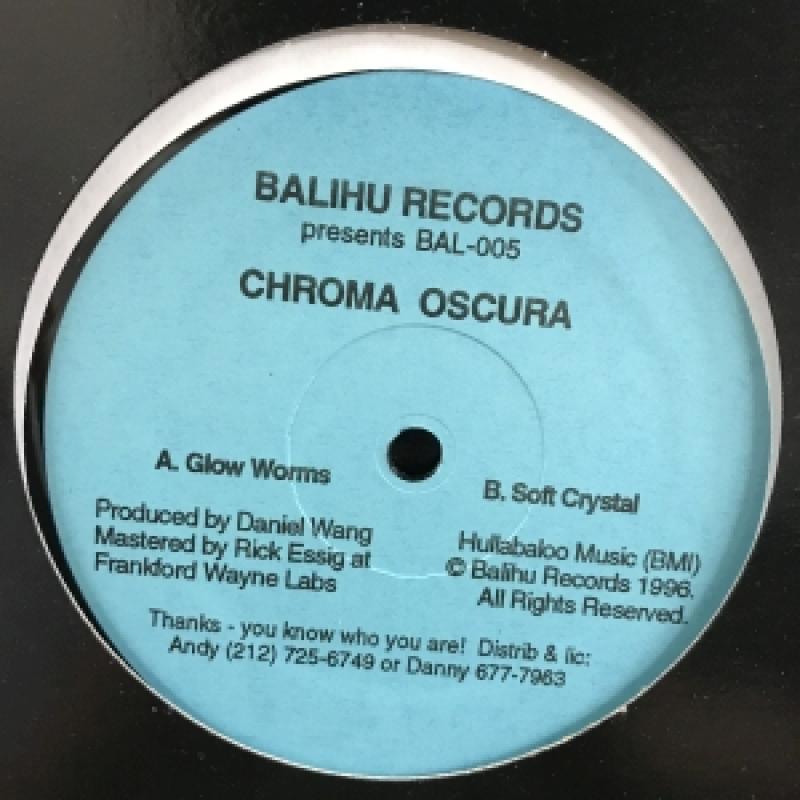 BALIHU RECORDS
presents BAL-005
CHROMA OSCURA
A. Glow Worms
B. Soft Crystal
Produced by Daniel Wang
Mastered by Rick Essig at
Frankford Wayne Labs
Hullabaloo Music (BMI)
© Balihu Records 1996.
All Rights Reserved.
Thanks - you know who you are! Distrib & lic:
Andy (212) 725-6749 or Danny 677-7963